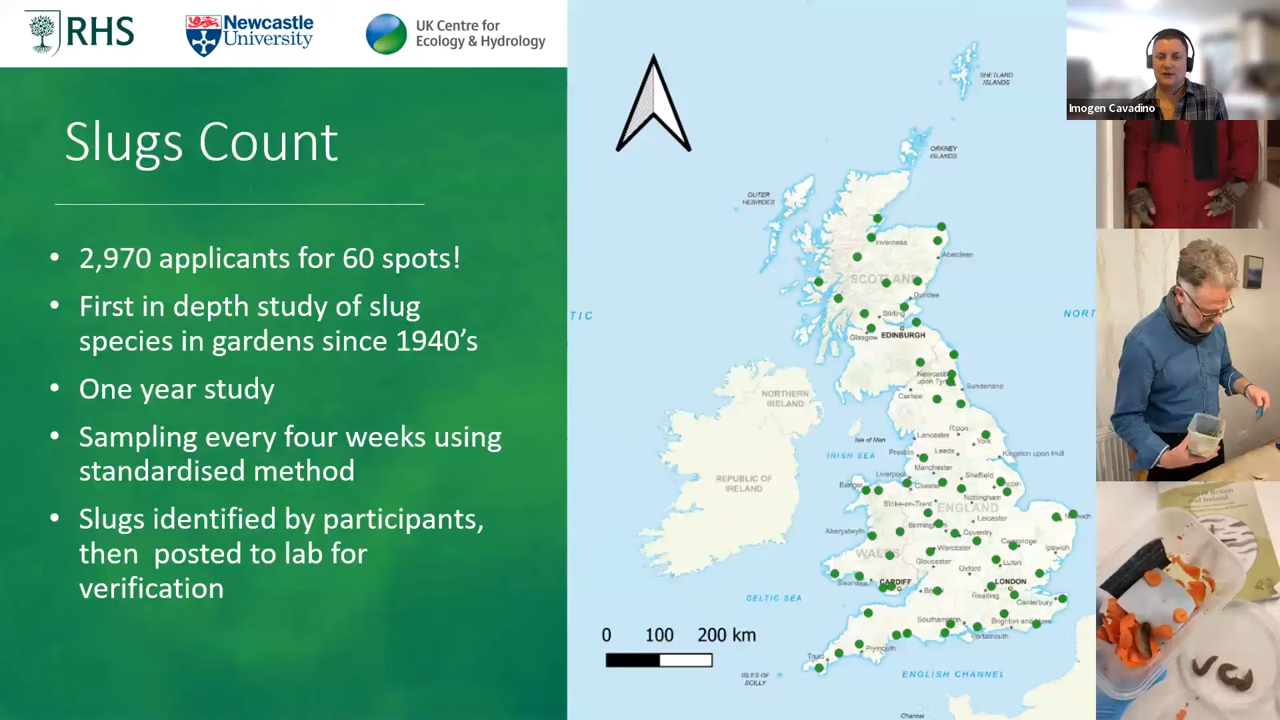 RHS
Newcastle
University
UK Centre for
Ecology & Hydrology
Slugs Count
• 2,970 applicants for 60 spots!
• First in depth study of slug
species in gardens since 1940’s
• One year study
• Sampling every four weeks using
standardised method
• Slugs identified by participants,
then posted to lab for
verification
Imogen Cavadino
SHETLAND
ISLANDS
ORKNEY
ISLANDS
OUTER
HEBRIDES
Inverness
Aberdeen
SCOTLAND
Dundee
Stirling
Glasgow
EDINBURGH
TIC
NORT
Newcastle
upon Tyne
Sunderland
Carlisle
NORTHERN
IRELAND
Isle of Man
IRISH SEA
Ripon
Lancaster
York
Preston
Leeds
Kingston upon Hull
Manchester
Liverpool
Sheffield
Chester
Lincoln
Bangor
REPUBLIC OF
IRELAND
Nottingham
Stoke-on-Trent
ENGLAND
Leicester
Norwich
Birmingham
Aberystwyth
Coventry
Cambridge
WALES
Worcester
Ipswich
Gloucester
Luton
Oxford
Swansea
CARDIFF
LONDON
Reading
Canterbury
CELTIC SEA
Southampton
Brighton and Hove
Portsmouth
Plymouth
Truro
ISLES OF
SCILLY
ENGLISH CHANNEL
Channel
0 100 200 km